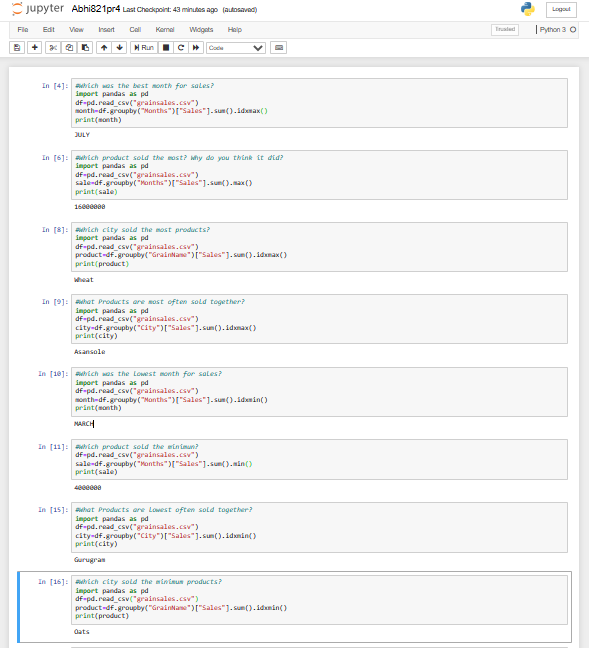 jupyter Abhi821pr4 Last Checkpoint: 43 minutes ago (autosaved)
Logout
File Edit View Insert Cell Kernel Widgets Help
Trusted Python 3
Run Code
In [4]: #Which was the best month for sales?
import pandas as pd
df=pd.read_csv("grainsales.csv")
month=df.groupby("Months")["Sales"].sum().idxmax()
print(month)
JULY
In [6]: #Which product sold the most? Why do you think it did?
import pandas as pd
df=pd.read_csv("grainsales.csv")
sale=df.groupby("Months")["Sales"].sum().max()
print(sale)
16000000
In [8]: #Which city sold the most products?
import pandas as pd
df=pd.read_csv("grainsales.csv")
product=df.groupby("GrainName")["Sales"].sum().idxmax()
print(product)
Wheat
In [9]: #What Products are most often sold together?
import pandas as pd
df=pd.read_csv("grainsales.csv")
city=df.groupby("City")["Sales"].sum().idxmax()
print(city)
Asansole
In [10]: #Which was the Lowest month for sales?
import pandas as pd
df=pd.read_csv("grainsales.csv")
month=df.groupby("Months")["Sales"].sum().idxmin()
print(month)
MARCH
In [11]: #Which product sold the minimun?
df=pd.read_csv("grainsales.csv")
sale=df.groupby("Months")["Sales"].sum().min()
print(sale)
4000000
In [15]: #What Products are lowest often sold together?
import pandas as pd
df=pd.read_csv("grainsales.csv")
city=df.groupby("City")["Sales"].sum().idxmin()
print(city)
Gurugram
In [16]: #Which city sold the minimum products?
import pandas as pd
df=pd.read_csv("grainsales.csv")
product=df.groupby("GrainName")["Sales"].sum().idxmin()
print(product)
Oats